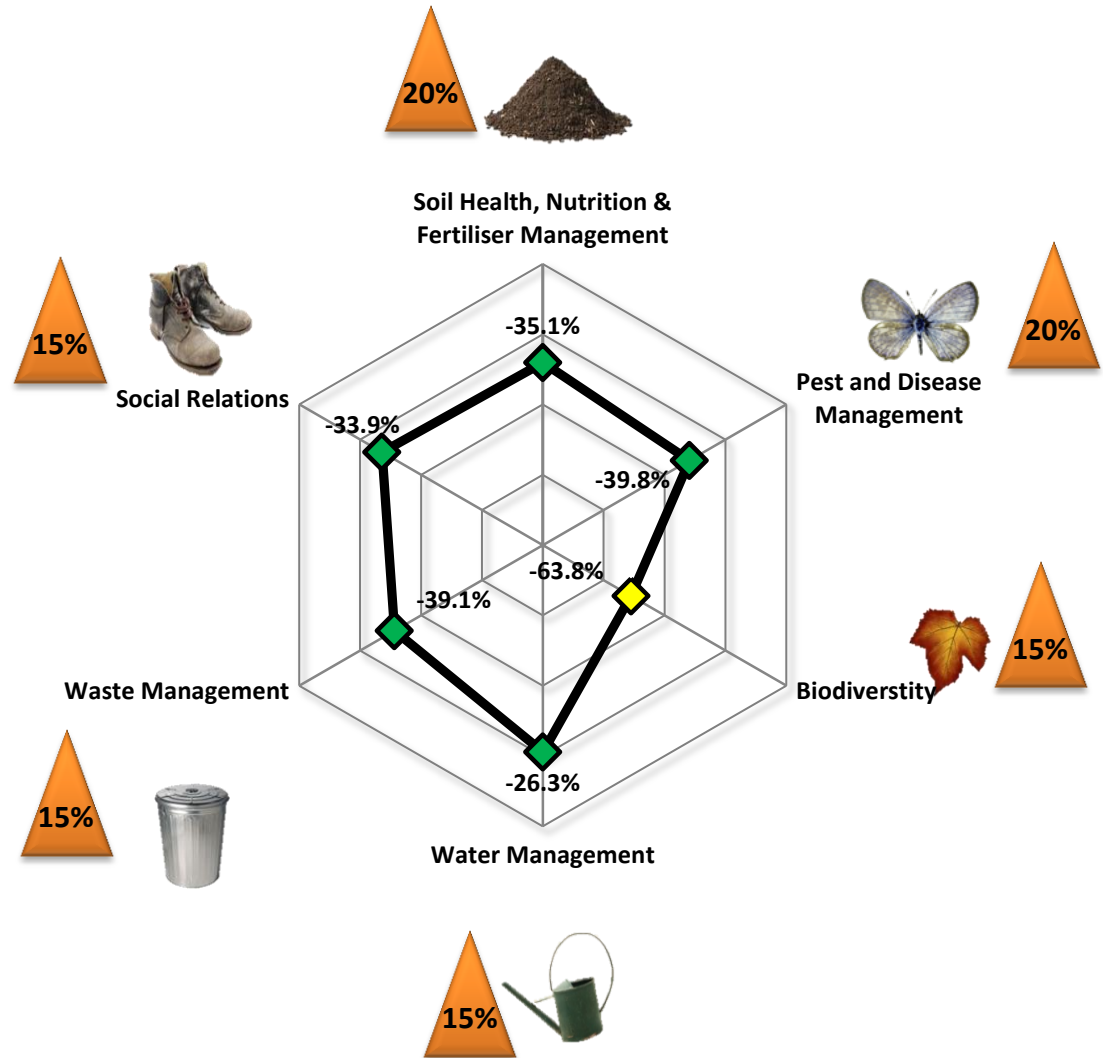 20%
Soil Health, Nutrition &
Fertiliser Management
15%
Social Relations
20%
Pest and Disease
Management
-35.1%
-33.9%
-39.8%
-63.8%
-39.1%
-26.3%
15%
Biodiverstity
Waste Management
15%
Water Management
15%